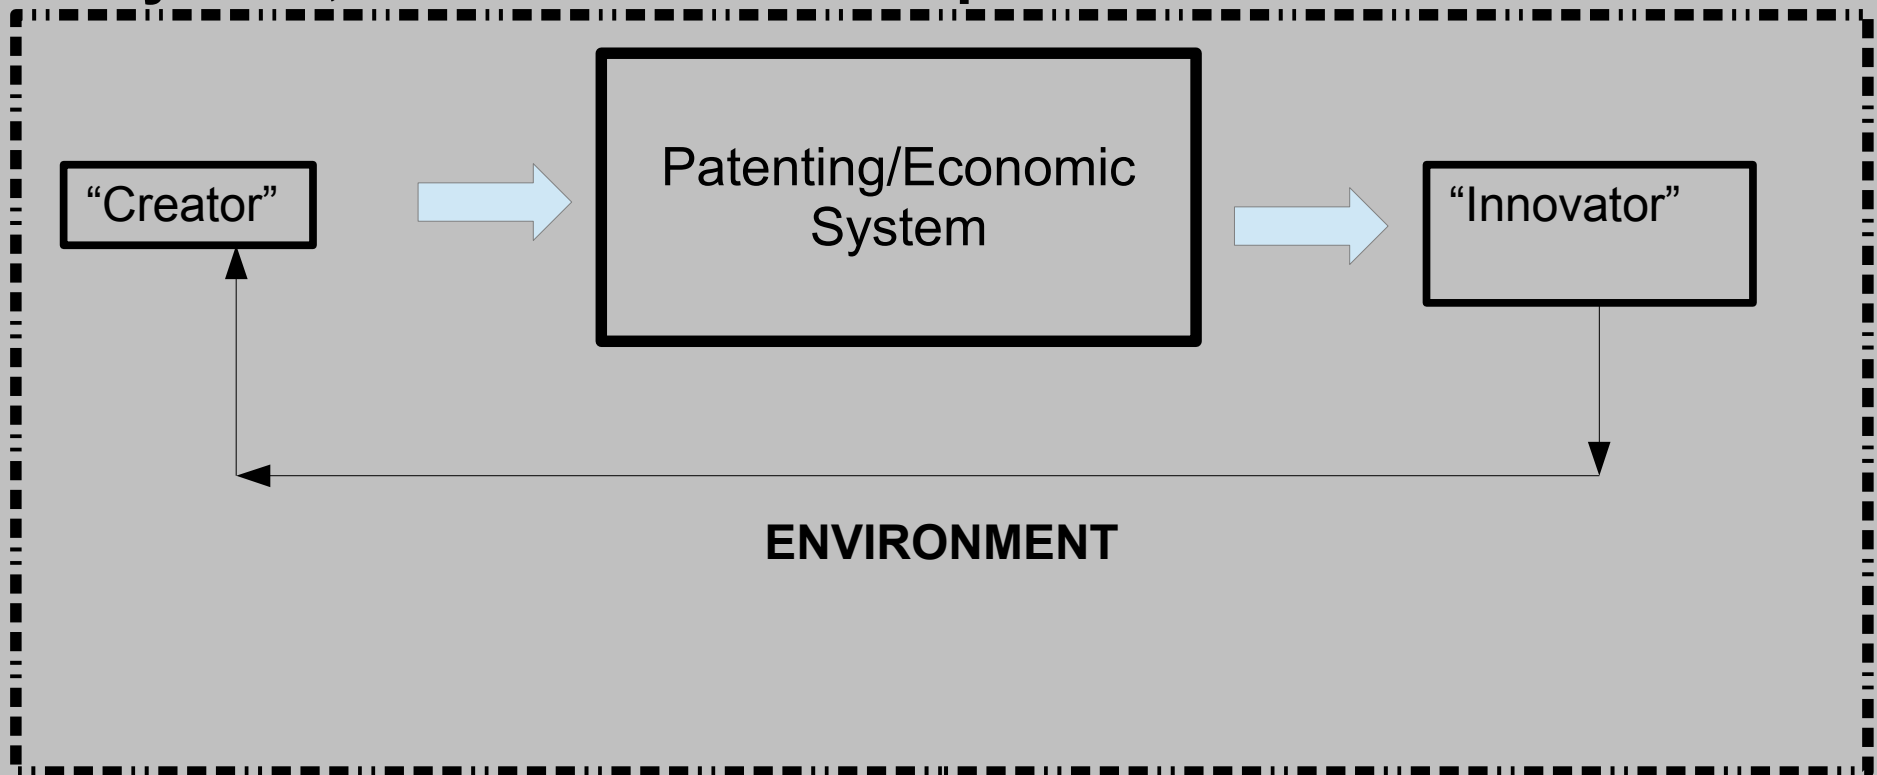 “Creator”
Patenting/Economic
System
“Innovator”
ENVIRONMENT